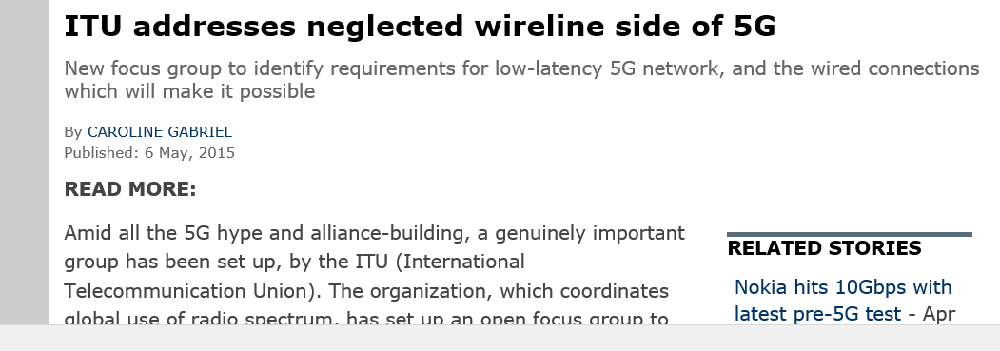 ITU addresses neglected wireline side of 5G
New focus group to identify requirements for low-latency 5G network, and the wired connections
which will make it possible
By CAROLINE GABRIEL
Published: 6 May, 2015
READ MORE:
Amid all the 5G hype and alliance-building, a genuinely important
group has been set up, by the ITU (International
Telecommunication Union). The organization, which coordinates
global use of radio spectrum, has set up an open focus group to
RELATED STORIES
Nokia hits 10Gbps with
latest pre-5G test - Apr